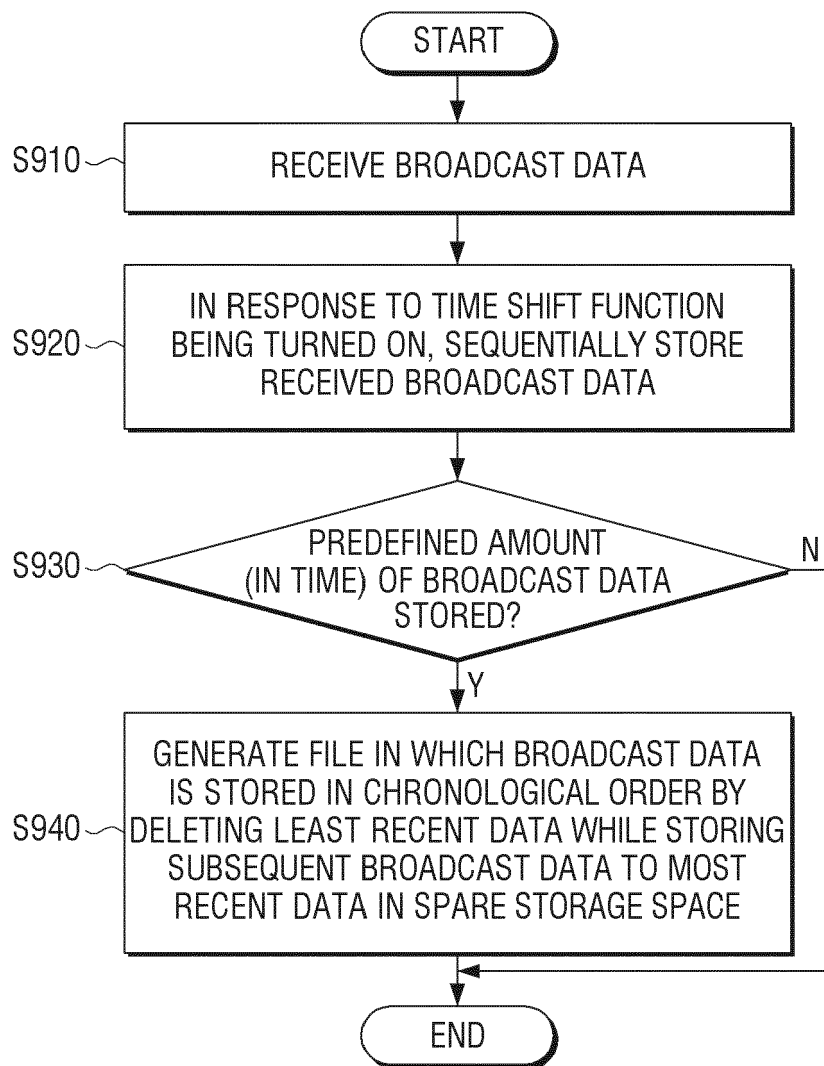 START
S910
RECEIVE BROADCAST DATA
S920
IN RESPONSE TO TIME SHIFT FUNCTION
BEING TURNED ON, SEQUENTIALLY STORE
RECEIVED BROADCAST DATA
S930
PREDEFINED AMOUNT
(IN TIME) OF BROADCAST DATA
STORED?
N
Y
S940
GENERATE FILE IN WHICH BROADCAST DATA
IS STORED IN CHRONOLOGICAL ORDER BY
DELETING LEAST RECENT DATA WHILE STORING
SUBSEQUENT BROADCAST DATA TO MOST
RECENT DATA IN SPARE STORAGE SPACE
END